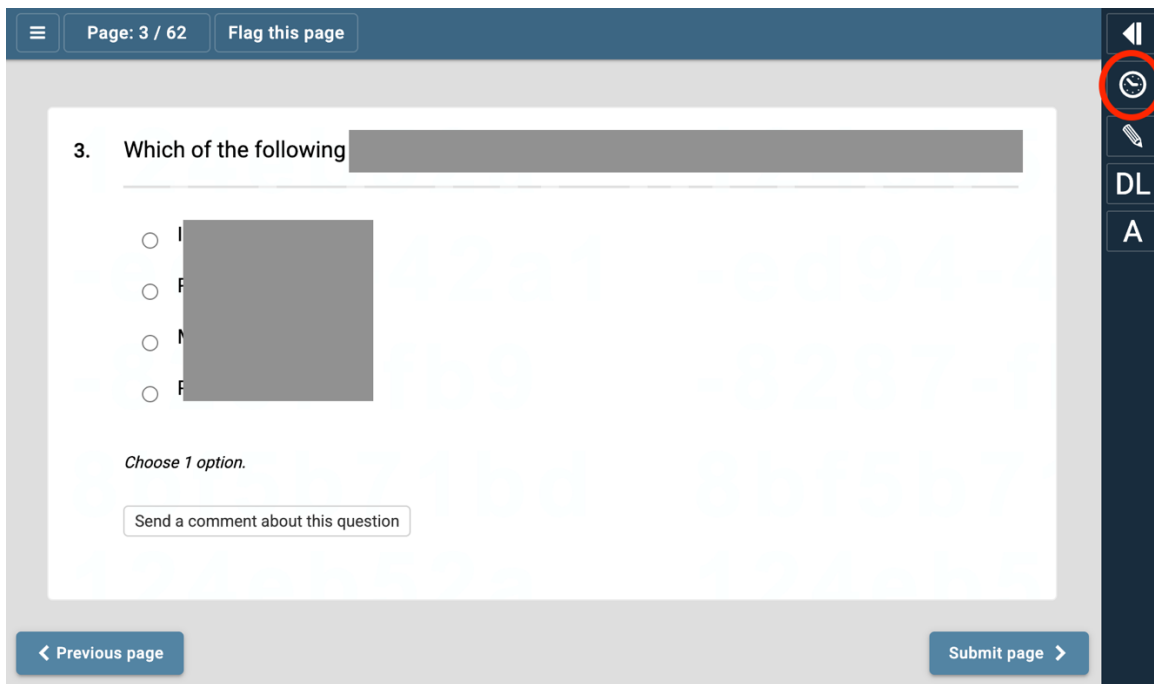 Page: 3 / 62
Flag this page
3. Which of the following
DL
A
Choose 1 option.
Send a comment about this question
Previous page
Submit page